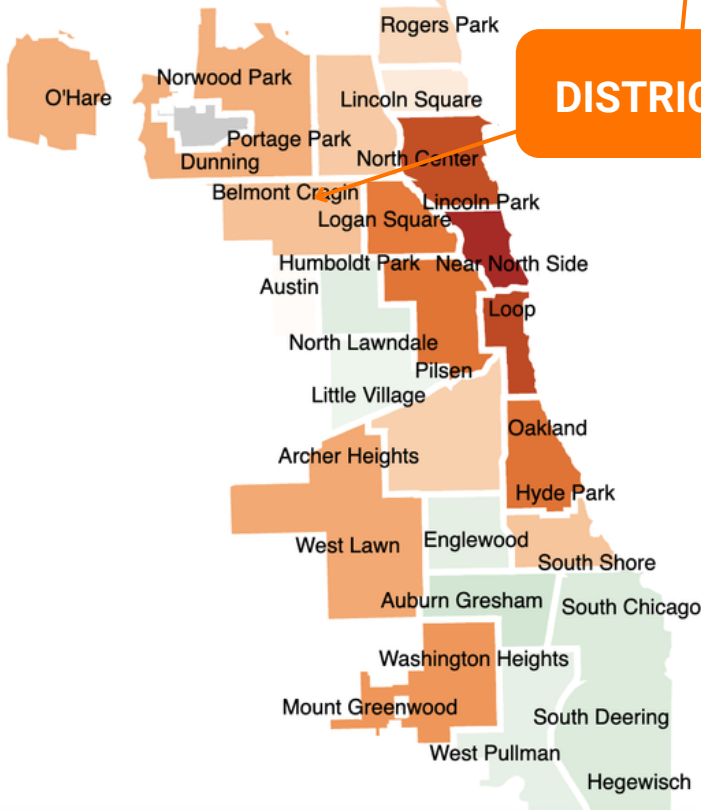 Rogers Park
Norwood Park
O'Hare
Lincoln Square
DISTRIC
Portage Park
Dunning
North Center
Belmont Cragin
Lincoln Park
Logan Square
Humboldt Park
Near North Side
Austin
Loop
North Lawndale
Pilsen
Little Village
Oakland
Archer Heights
Hyde Park
West Lawn
Englewood
South Shore
Auburn Gresham
South Chicago
Washington Heights
Mount Greenwood
South Deering
West Pullman
Hegewisch